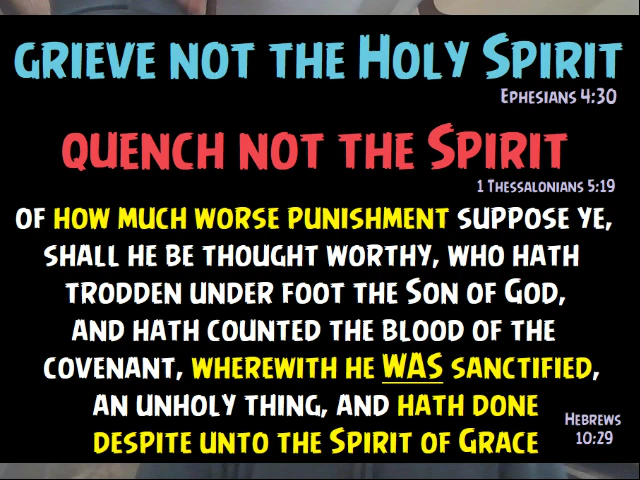 GRIEVE NOT THE HOLY SPIRIT
EPHESIANS 4:30
QUENCH NOT THE SPIRIT
1 THESSALONIANS 5:19
OF HOW MUCH WORSE PUNISHMENT SUPPOSE YE,
SHALL HE BE THOUGHT WORTHY, WHO HATH
TRODDEN UNDER FOOT THE SON OF GOD,
AND HATH COUNTED THE BLOOD OF THE
COVENANT, WHEREWITH HE WAS SANCTIFIED,
AN UNHOLY THING, AND HATH DONE
DESPITE UNTO THE SPIRIT OF GRACE
HEBREWS
10:29